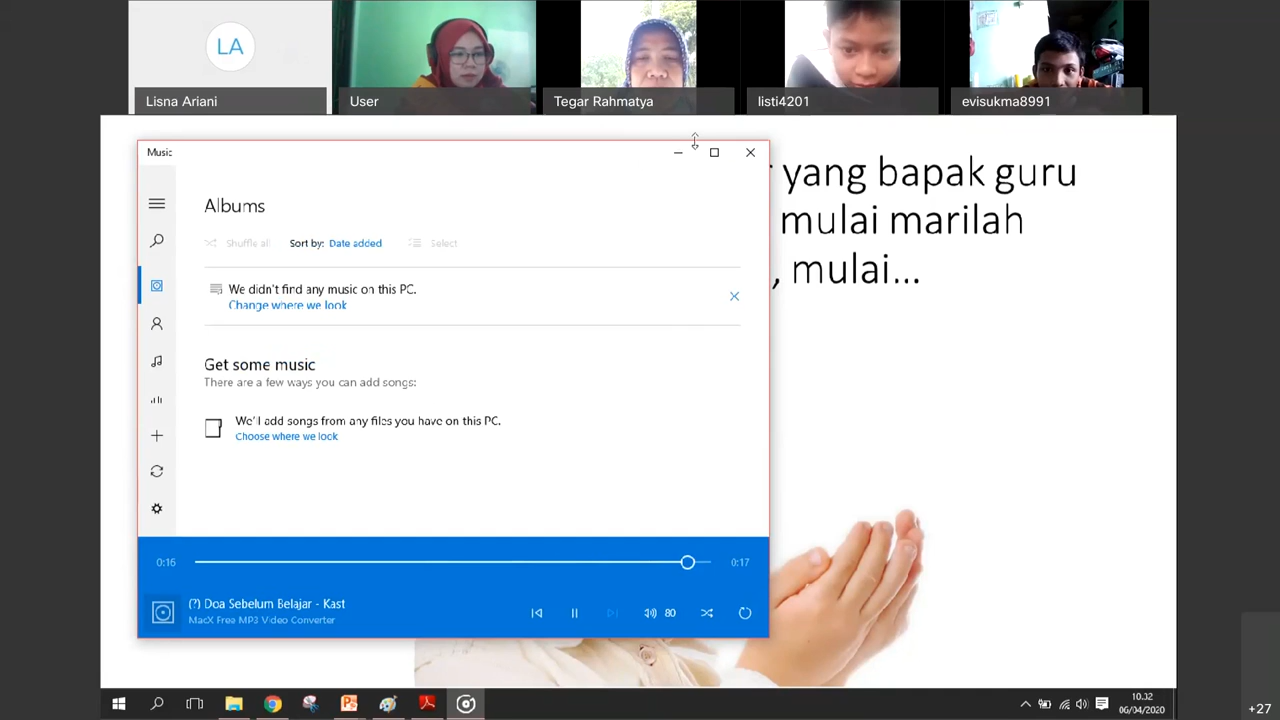 LA
Lisna Ariani
User
Tegar Rahmatya
listi4201
evisukma8991
yang bapak guru
mulai marilah
, mulai...
Music
Albums
Shuffle all
Sort by: Date added
Select
We didn't find any music on this PC.
Change where we look
Get some music
There are a few ways you can add songs:
We'll add songs from any files you have on this PC.
Choose where we look
0:16
0:17
(?) Doa Sebelum Belajar - Kast
MacX Free MP3 Video Converter
80
10.32
06/04/2020
+27